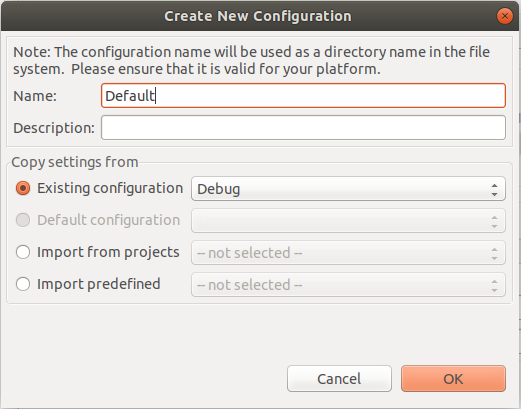 Create New Configuration
Note: The configuration name will be used as a directory name in the file
system.  Please ensure that it is valid for your platform.
Name: Default
Description:
Copy settings from
Existing configuration Debug
Default configuration
Import from projects -- not selected --
Import predefined -- not selected --
Cancel OK